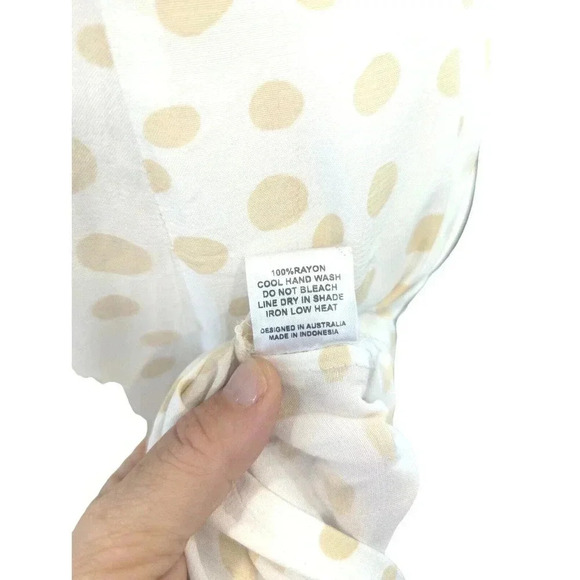 100%RAYON
COOL HAND WASH
DO NOT BLEACH
LINE DRY IN SHADE
IRON LOW HEAT
DESIGNED IN AUSTRALIA
MADE IN INDONESIA